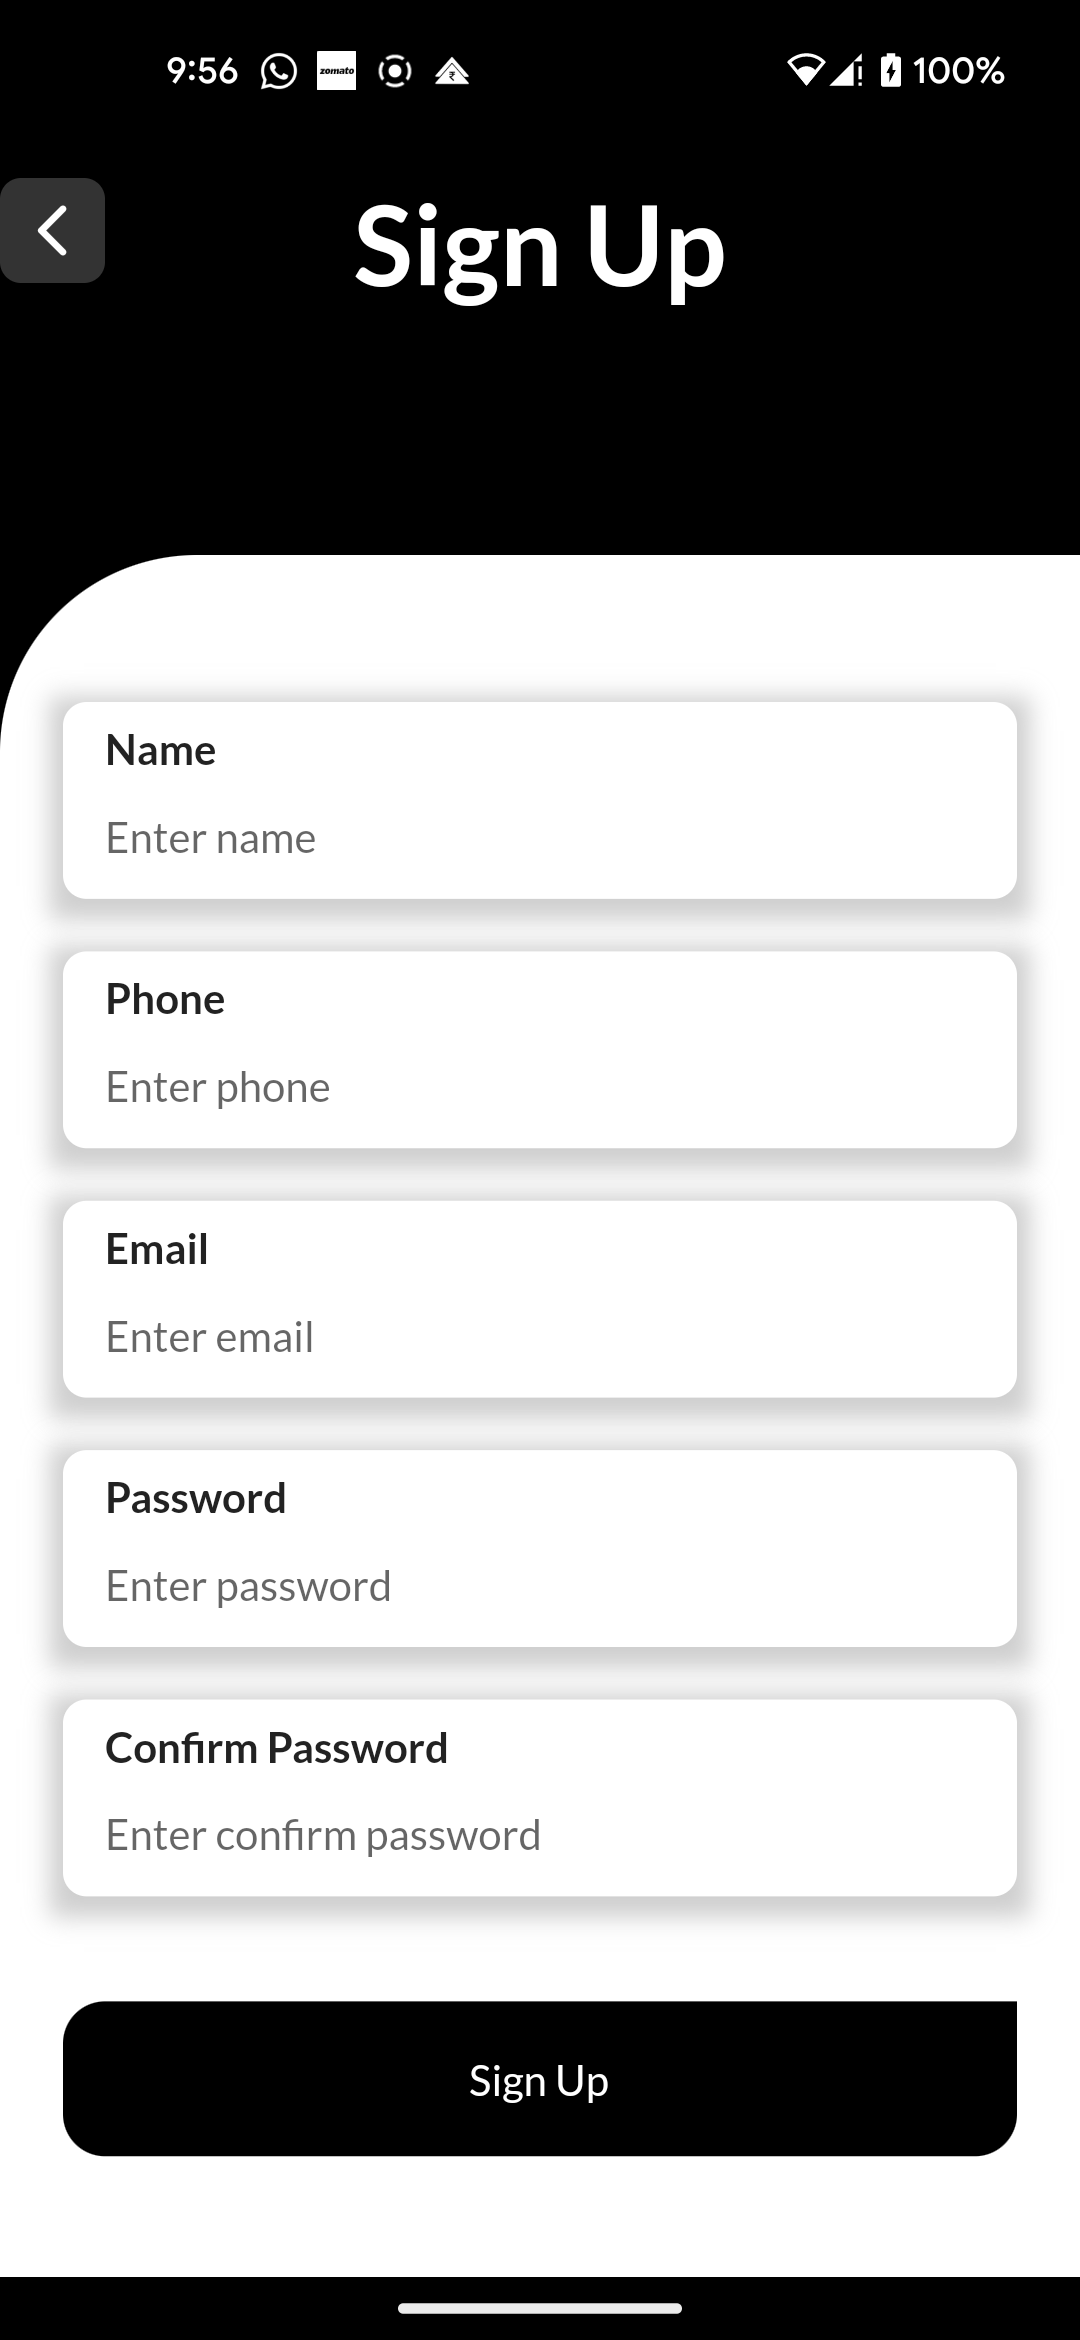 9:56 zomato 100%
Sign Up
Name
Enter name
Phone
Enter phone
Email
Enter email
Password
Enter password
Confirm Password
Enter confirm password
Sign Up